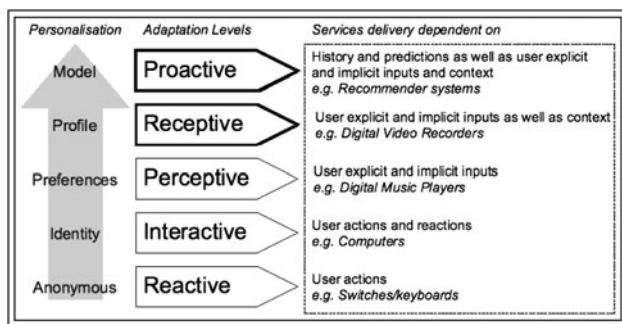 Personalisation Adaptation Levels Services delivery dependent on
Model Proactive History and predictions as well as user explicit
and implicit inputs and context
e.g. Recommender systems
Profile Receptive User explicit and implicit inputs as well as context
e.g. Digital Video Recorders
Preferences Perceptive User explicit and implicit inputs
e.g. Digital Music Players
Identity Interactive User actions and reactions
e.g. Computers
Anonymous Reactive User actions
e.g. Switches/keyboards